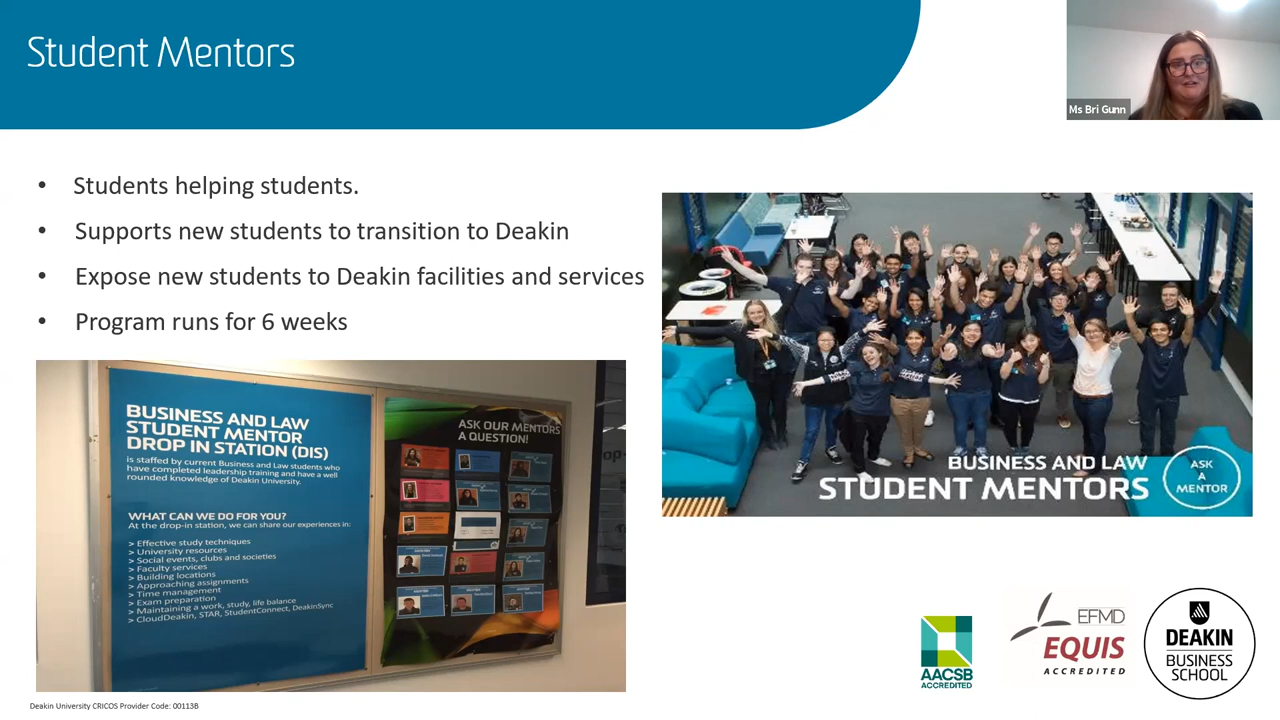 Student Mentors
Ms Bri Gunn
• Students helping students.
• Supports new students to transition to Deakin
• Expose new students to Deakin facilities and services
• Program runs for 6 weeks
BUSINESS AND LAW
STUDENT MENTOR
DROP IN STATION (DIS)
is staffed by current Business and Law students who
have completed leadership training and have a well
rounded knowledge of Deakin University.
WHAT CAN WE DO FOR YOU?
At the drop-in station, we can share our experiences in:
> Effective study techniques
> University resources
> Social events, clubs and societies
> Faculty services
> Building locations
> Approaching assignments
> Time management
> Exam preparation
> Maintaining a work, study, life balance
> CloudDeakin, STAR, StudentConnect, DeakinSync
ASK OUR MENTORS
A QUESTION!
BUSINESS AND LAW
STUDENT MENTORS
ASK
A
MENTOR
AACSB
ACCREDITED
EFMD
EQUIS
ACCREDITED
DEAKIN
BUSINESS
SCHOOL
Deakin University CRICOS Provider Code: 00113B